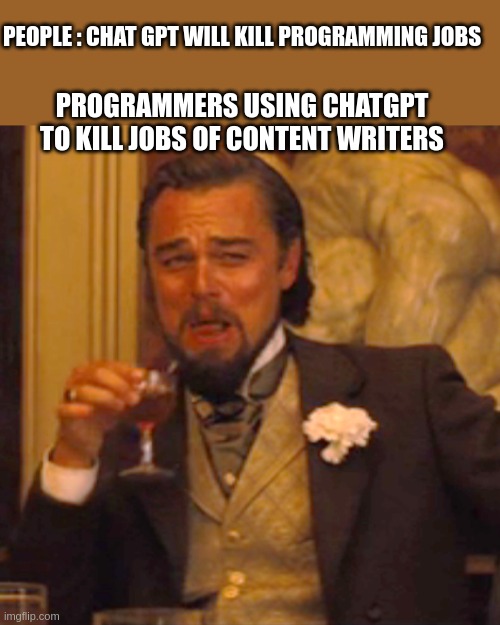 PEOPLE : CHAT GPT WILL KILL PROGRAMMING JOBS
PROGRAMMERS USING CHATGPT
TO KILL JOBS OF CONTENT WRITERS
imgflip.com